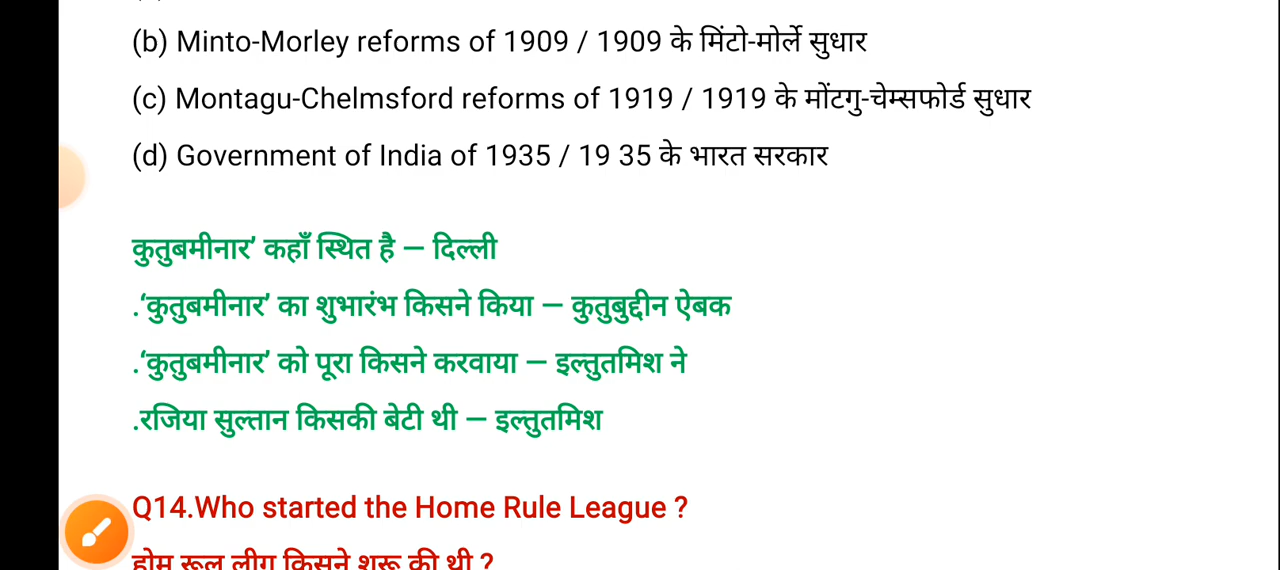 (b) Minto-Morley reforms of 1909 / 1909 के मिंटो-मोर्ले सुधार
(c) Montagu-Chelmsford reforms of 1919 / 1919 के मोंटगु-चेम्सफोर्ड सुधार
(d) Government of India of 1935 / 19 35 के भारत सरकार
कुतुबमीनार’ कहाँ स्थित है – दिल्ली
.‘कुतुबमीनार’ का शुभारंभ किसने किया – कुतुबुद्दीन ऐबक
.‘कुतुबमीनार’ को पूरा किसने करवाया – इल्तुतमिश ने
.रजिया सुल्तान किसकी बेटी थी – इल्तुतमिश
Q14.Who started the Home Rule League ?
होम रूल लीग किसने शुरू की थी ?